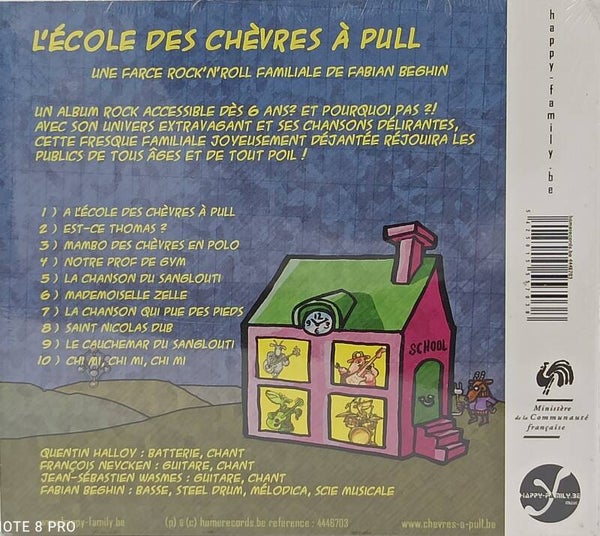 L'ÉCOLE DES CHÈVRES À PULL
UNE FARCE ROCK'N'ROLL FAMILIALE DE FABIAN BEGHIN
UN ALBUM ROCK ACCESSIBLE DÈS 6 ANS? ET POURQUOI PAS ?!
AVEC SON UNIVERS EXTRAVAGANT ET SES CHANSONS DÉLIRANTES,
CETTE FRESQUE FAMILIALE JOYEUSEMENT DÉJANTÉE RÉJOUIRA LES
PUBLICS DE TOUS ÂGES ET DE TOUT POIL !
1 ) A L'ÉCOLE DES CHÈVRES À PULL
2 ) EST-CE THOMAS ?
3 ) MAMBO DES CHÈVRES EN POLO
4 ) NOTRE PROF DE GYM
5 ) LA CHANSON DU SANGLOUTI
6 ) MADEMOISELLE ZELLE
7 ) LA CHANSON QUI PUE DES PIEDS
8 ) SAINT NICOLAS DUB
9 ) LE CAUCHEMAR DU SANGLOUTI
10 ) CHI MI, CHI MI, CHI MI
SCHOOL
QUENTIN HALLOY : BATTERIE, CHANT
FRANÇOIS NEYCKEN : GUITARE, CHANT
JEAN-SÉBASTIEN WASMES : GUITARE, CHANT
FABIAN BEGHIN : BASSE, STEEL DRUM, MÉLODICA, SCIE MUSICALE
happy-family.be
(p) & (c) homerecords.be reference : 4446703
www.chevres-a-pull.be
happy-family.be
Ministère
de la Communauté
française
HAPPY-FAMILY.BE
NOTE 8 PRO